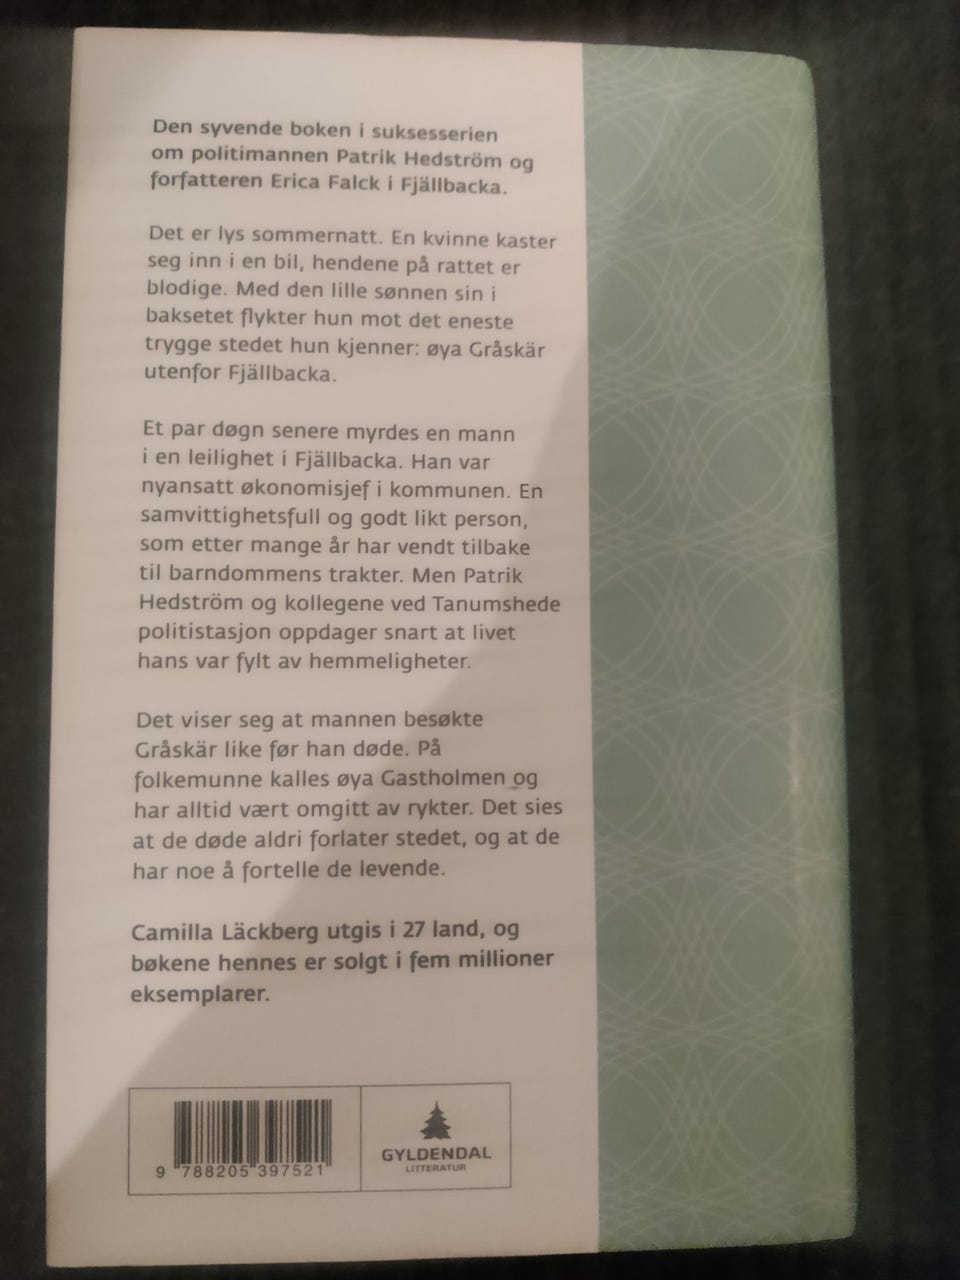 Den syvende boken i suksesserien
om politimannen Patrik Hedström og
forfatteren Erica Falck i Fjällbacka.
Det er lys sommernatt. En kvinne kaster
seg inn i en bil, hendene på rattet er
blodige. Med den lille sønnen sin i
baksetet flykter hun mot det eneste
trygge stedet hun kjenner: øya Gråskär
utenfor Fjällbacka.
Et par døgn senere myrdes en mann
i en leilighet i Fjällbacka. Han var
nyansatt økonomisjef i kommunen. En
samvittighetsfull og godt likt person,
som etter mange år har vendt tilbake
til barndommens trakter. Men Patrik
Hedström og kollegene ved Tanumshede
politistasjon oppdager snart at livet
hans var fylt av hemmeligheter.
Det viser seg at mannen besøkte
Gråskär like før han døde. På
folkemunne kalles øya Gastholmen og
har alltid vært omgitt av rykter. Det sies
at de døde aldri forlater stedet, og at de
har noe å fortelle de levende.
Camilla Läckberg utgis i 27 land, og
bøkene hennes er solgt i fem millioner
eksemplarer.
9 788205 397521
GYLDENDAL
LITTERATUR